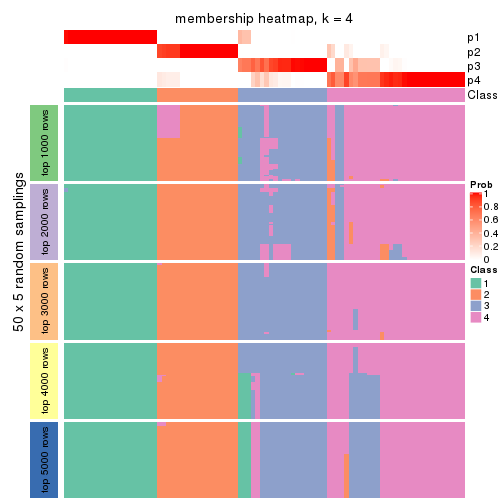 membership heatmap, k = 4
p1
p2
p3
p4
Class
50 x 5 random samplings
top 1000 rows
top 2000 rows
top 3000 rows
top 4000 rows
top 5000 rows
Prob
1
0.8
0.6
0.4
0.2
0
Class
1
2
3
4